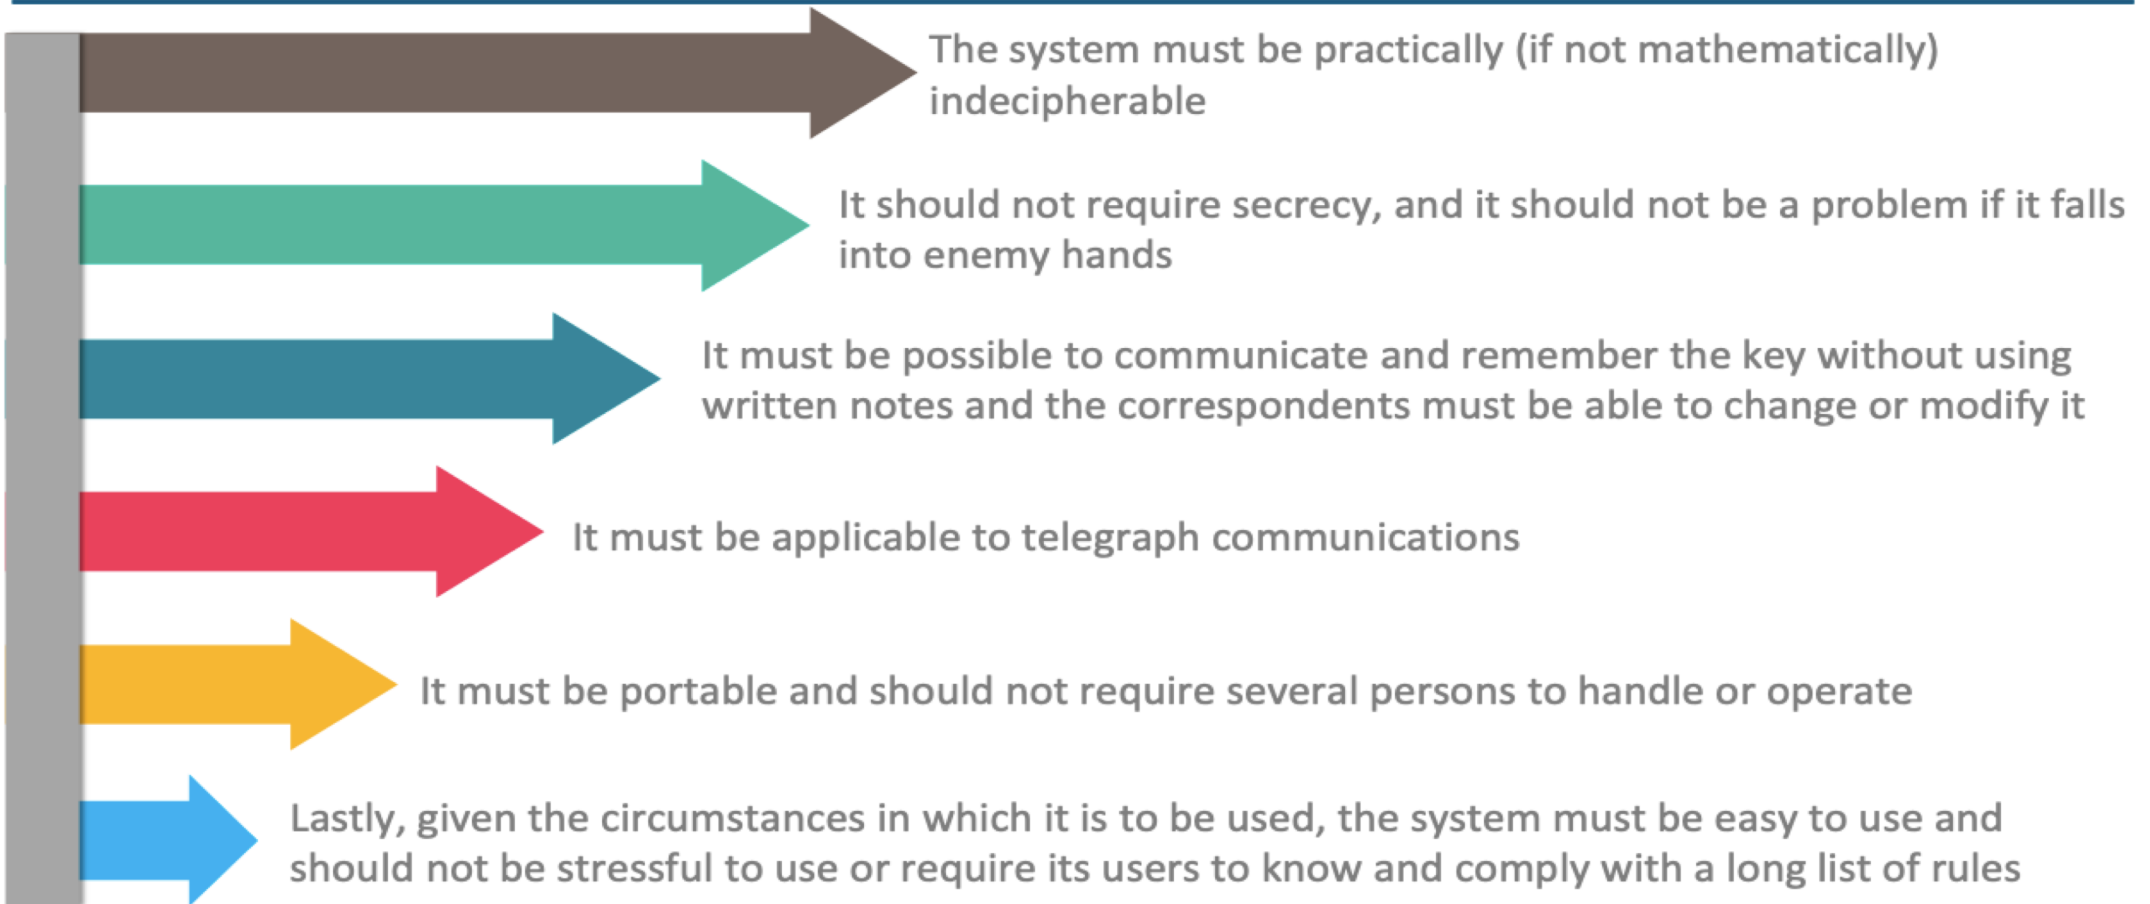 The system must be practically (if not mathematically)
indecipherable
It should not require secrecy, and it should not be a problem if it falls
into enemy hands
It must be possible to communicate and remember the key without using
written notes and the correspondents must be able to change or modify it
It must be applicable to telegraph communications
It must be portable and should not require several persons to handle or operate
Lastly, given the circumstances in which it is to be used, the system must be easy to use and
should not be stressful to use or require its users to know and comply with a long list of rules